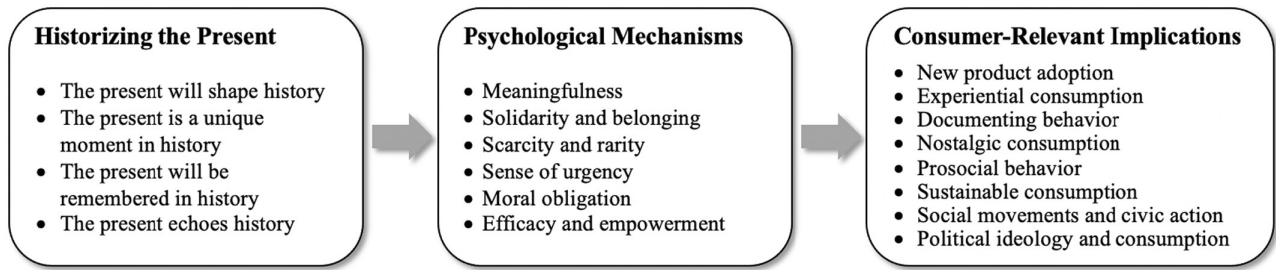 Historizing the Present
• The present will shape history
• The present is a unique
moment in history
• The present will be
remembered in history
• The present echoes history
Psychological Mechanisms
• Meaningfulness
• Solidarity and belonging
• Scarcity and rarity
• Sense of urgency
• Moral obligation
• Efficacy and empowerment
Consumer-Relevant Implications
• New product adoption
• Experiential consumption
• Documenting behavior
• Nostalgic consumption
• Prosocial behavior
• Sustainable consumption
• Social movements and civic action
• Political ideology and consumption